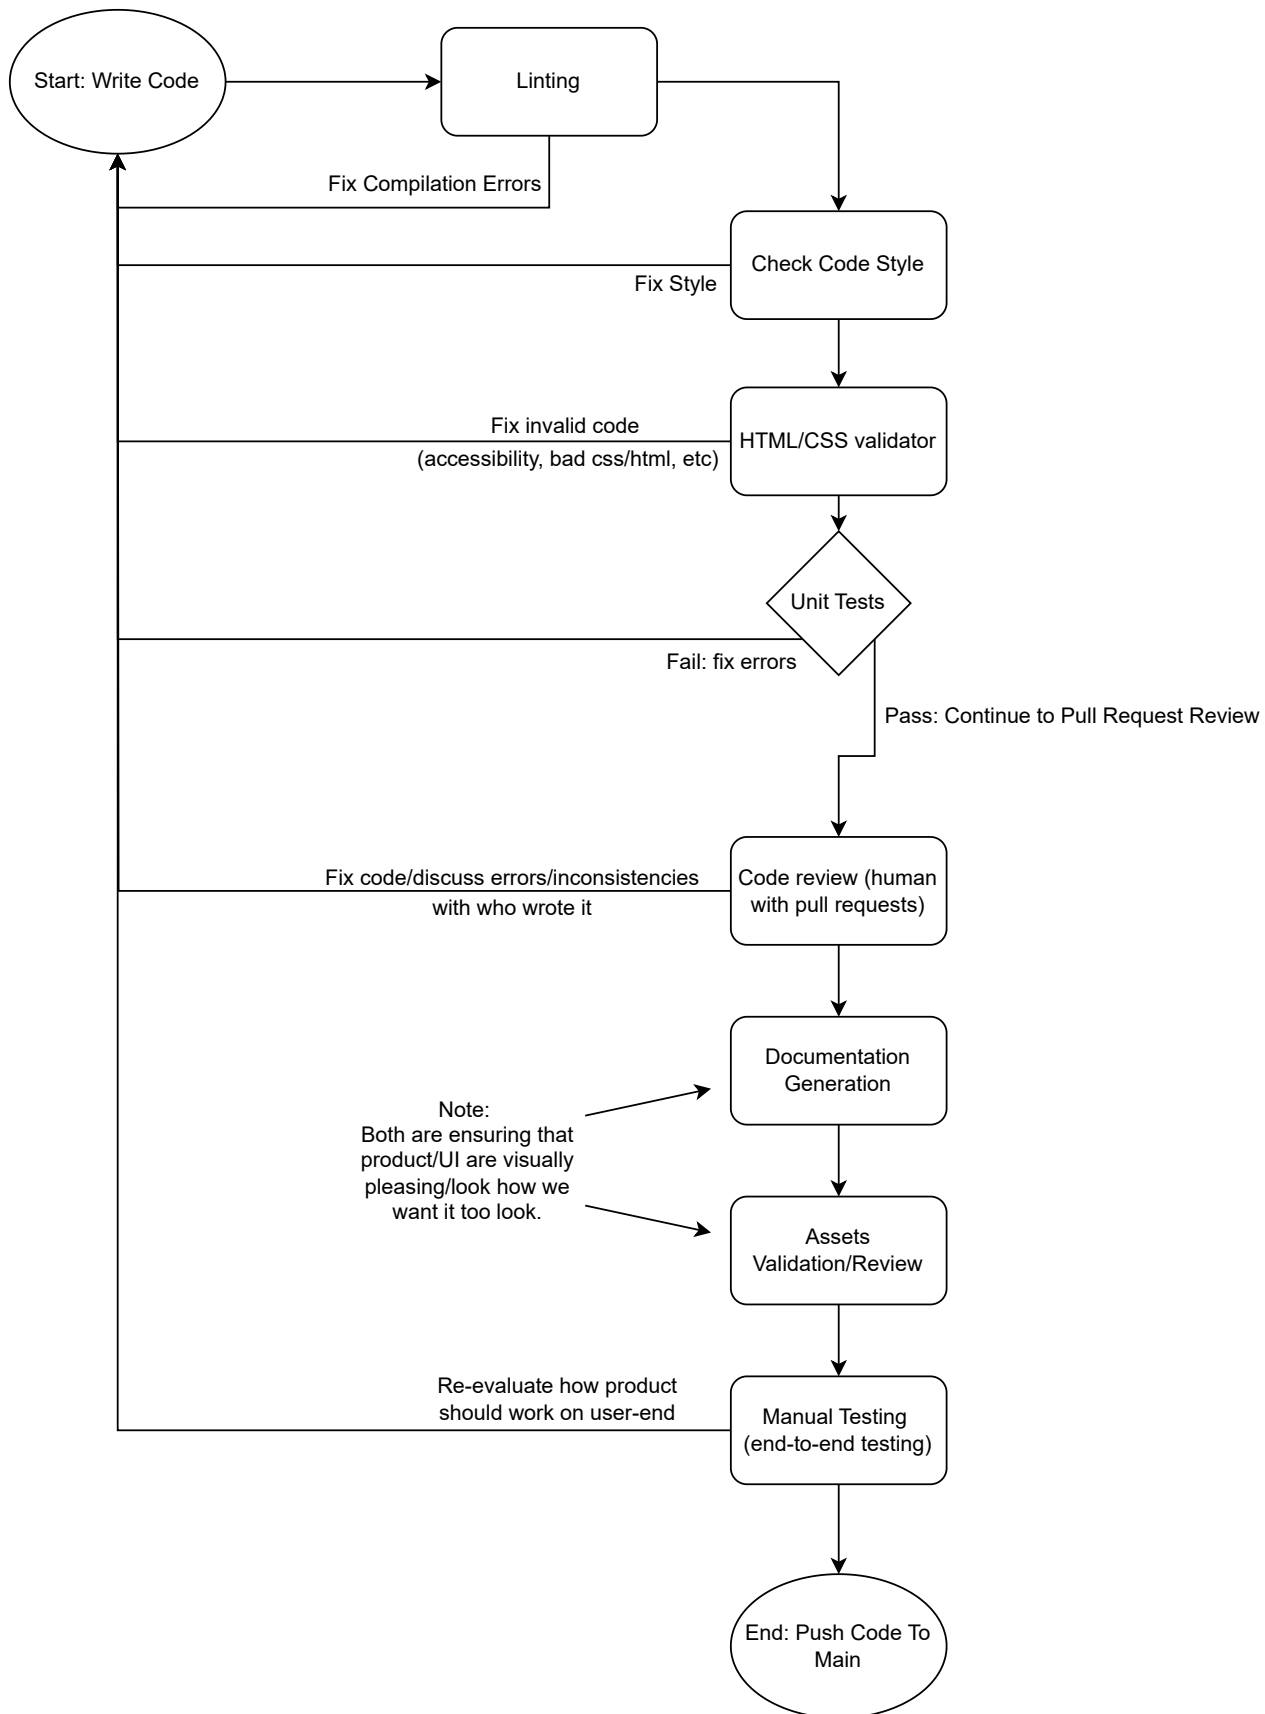 Start: Write Code
Linting
Fix Compilation Errors
Check Code Style
Fix Style
HTML/CSS validator
Fix invalid code
(accessibility, bad css/html, etc)
Unit Tests
Fail: fix errors
Pass: Continue to Pull Request Review
Code review (human
with pull requests)
Fix code/discuss errors/inconsistencies
with who wrote it
Documentation
Generation
Note:
Both are ensuring that
product/UI are visually
pleasing/look how we
want it too look.
Assets
Validation/Review
Re-evaluate how product
should work on user-end
Manual Testing
(end-to-end testing)
End: Push Code To
Main